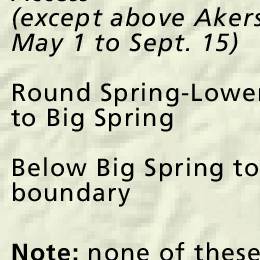 (except above Akers
May 1 to Sept. 15)
Round Spring-Lower
to Big Spring
Below Big Spring to
boundary
Note: none of these